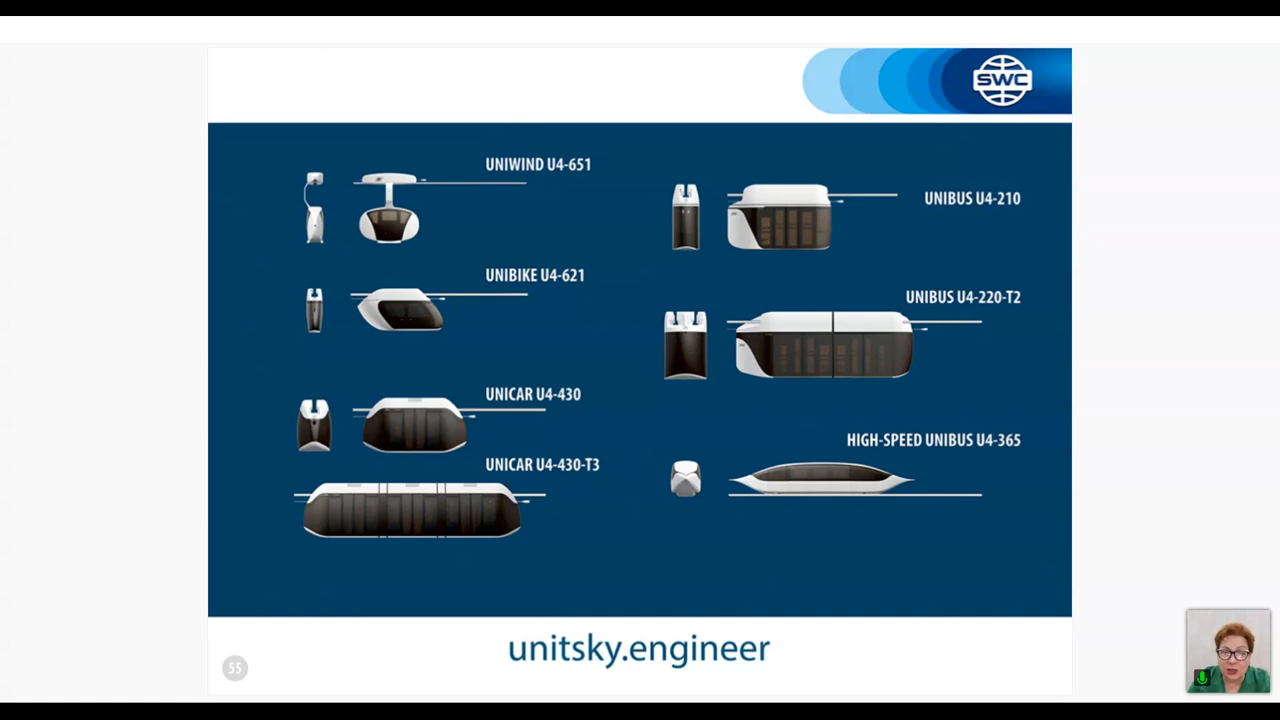 SWC
UNIWIND U4-651
UNIBIKE U4-621
UNICAR U4-430
UNICAR U4-430-T3
UNIBUS U4-210
UNIBUS U4-220-T2
HIGH-SPEED UNIBUS U4-365
unitsky.engineer
55